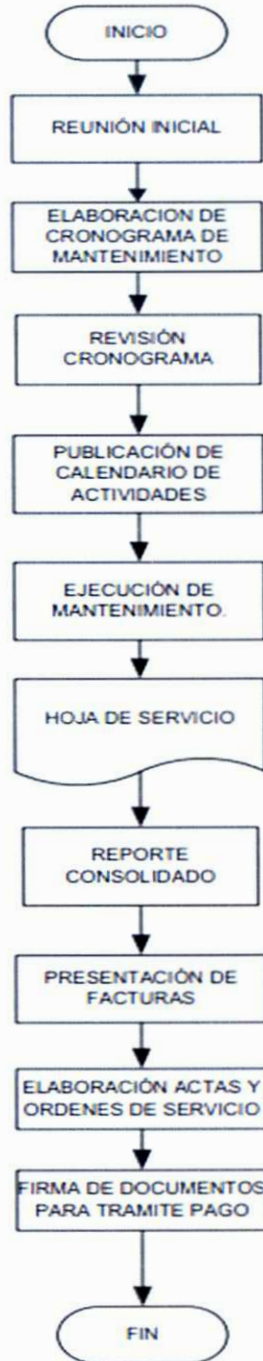 INICIO
REUNIÓN INICIAL
ELABORACION DE
CRONOGRAMA DE
MANTENIMIENTO
REVISIÓN
CRONOGRAMA
PUBLICACIÓN DE
CALENDARIO DE
ACTIVIDADES
EJECUCIÓN DE
MANTENIMIENTO.
HOJA DE SERVICIO
REPORTE
CONSOLIDADO
PRESENTACIÓN DE
FACTURAS
ELABORACIÓN ACTAS Y
ORDENES DE SERVICIO
FIRMA DE DOCUMENTOS
PARA TRAMITE PAGO
FIN